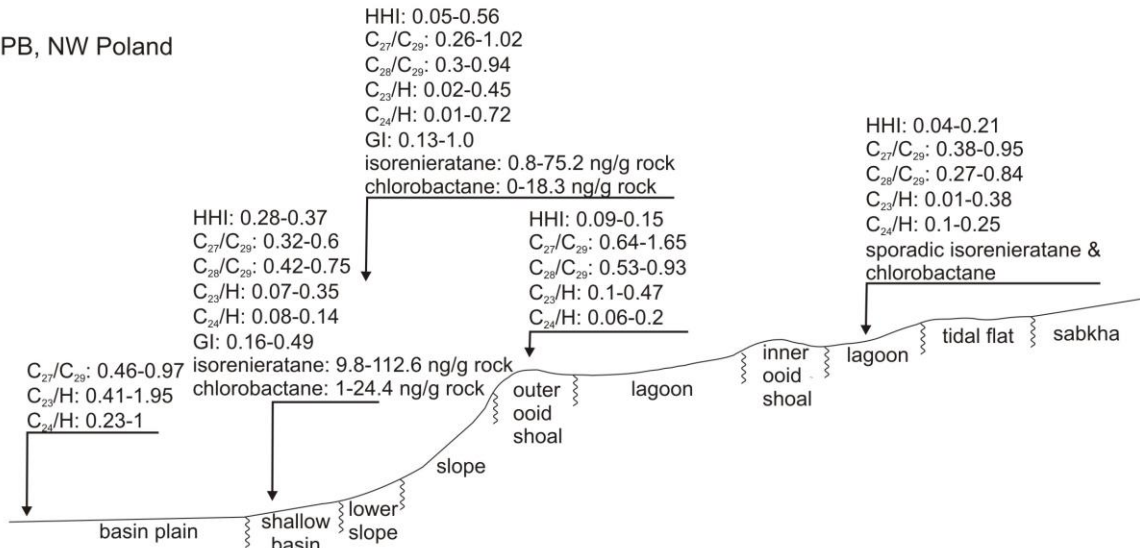 PB, NW Poland
HHI: 0.05-0.56
C₂₇/C₂₉: 0.26-1.02
C₂₈/C₂₉: 0.3-0.94
C₂₃/H: 0.02-0.45
C₂₄/H: 0.01-0.72
GI: 0.13-1.0
isorenieratane: 0.8-75.2 ng/g rock
chlorobactane: 0-18.3 ng/g rock
HHI: 0.04-0.21
C₂₇/C₂₉: 0.38-0.95
C₂₈/C₂₉: 0.27-0.84
C₂₃/H: 0.01-0.38
C₂₄/H: 0.1-0.25
sporadic isorenieratane &
chlorobactane
HHI: 0.28-0.37
C₂₇/C₂₉: 0.32-0.6
C₂₈/C₂₉: 0.42-0.75
C₂₃/H: 0.07-0.35
C₂₄/H: 0.08-0.14
GI: 0.16-0.49
isorenieratane: 9.8-112.6 ng/g rock
chlorobactane: 1-24.4 ng/g rock
HHI: 0.09-0.15
C₂₇/C₂₉: 0.64-1.65
C₂₈/C₂₉: 0.53-0.93
C₂₃/H: 0.1-0.47
C₂₄/H: 0.06-0.2
C₂₇/C₂₉: 0.46-0.97
C₂₃/H: 0.41-1.95
C₂₄/H: 0.23-1
basin plain
shallow
basin
lower
slope
slope
outer
ooid
shoal
lagoon
inner
ooid
shoal
lagoon
tidal flat
sabkha